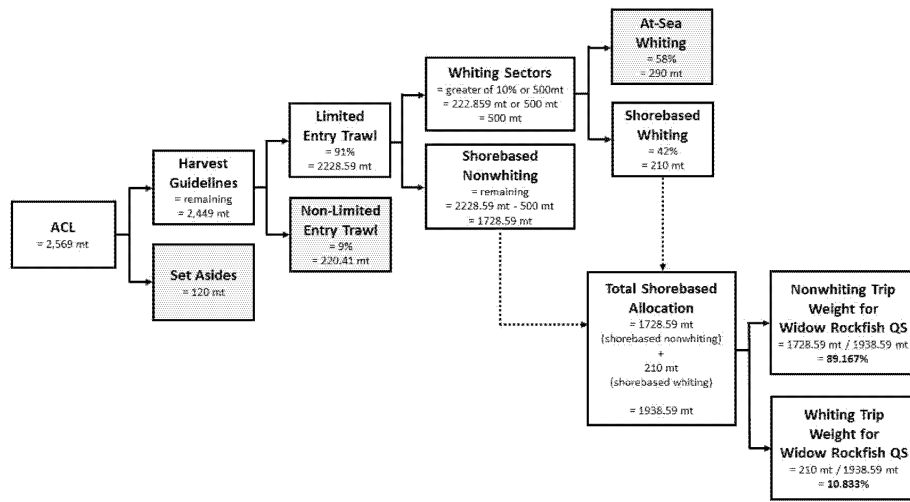 ACL
= 2,569 mt
Harvest
Guidelines
= remaining
= 2,449 mt
Set Asides
= 120 mt
Limited
Entry Trawl
= 91%
= 2228.59 mt
Non-Limited
Entry Trawl
= 9%
= 220.41 mt
Whiting Sectors
= greater of 10% or 500mt
= 222.859 mt or 500 mt
= 500 mt
Shorebased
Nonwhiting
= remaining
= 2228.59 mt - 500 mt
= 1728.59 mt
At-Sea
Whiting
= 58%
= 290 mt
Shorebased
Whiting
= 42%
= 210 mt
Total Shorebased
Allocation
= 1728.59 mt
(shorebased nonwhiting)
+
210 mt
(shorebased whiting)
= 1938.59 mt
Nonwhiting Trip
Weight for
Widow Rockfish QS
= 1728.59 mt / 1938.59 mt
= 89.167%
Whiting Trip
Weight for
Widow Rockfish QS
= 210 mt / 1938.59 mt
= 10.833%